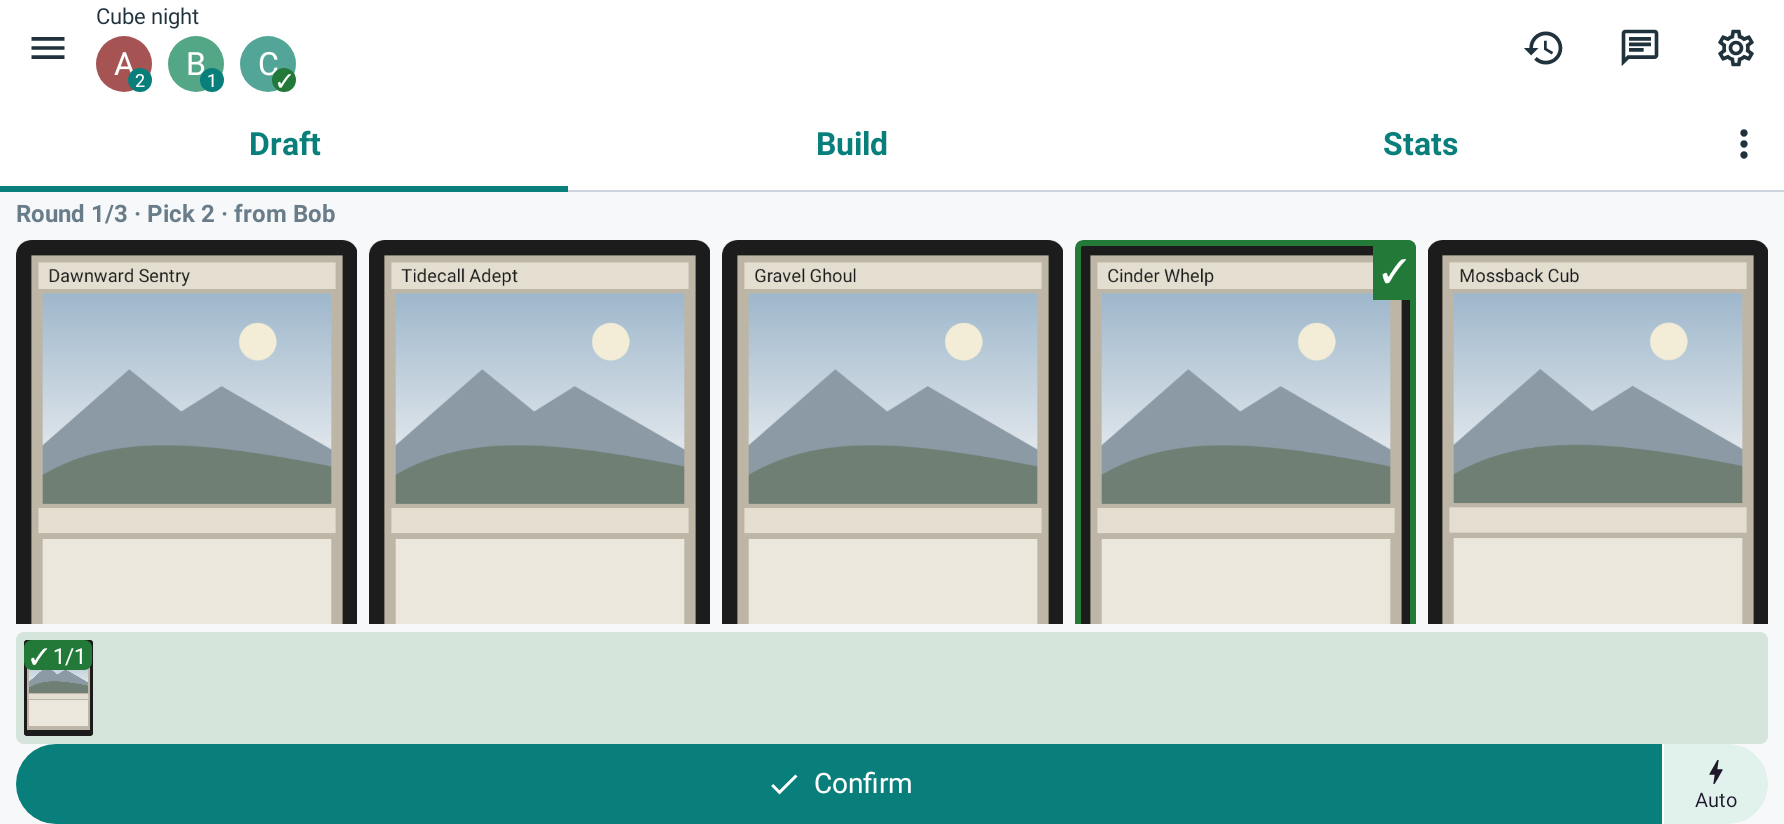 Cube night
A 2 B 1 C ✓
Draft Build Stats
Round 1/3 · Pick 2 · from Bob
Dawnward Sentry
Tidecall Adept
Gravel Ghoul
Cinder Whelp ✓
Mossback Cub
✓ 1/1
✓ Confirm
Auto